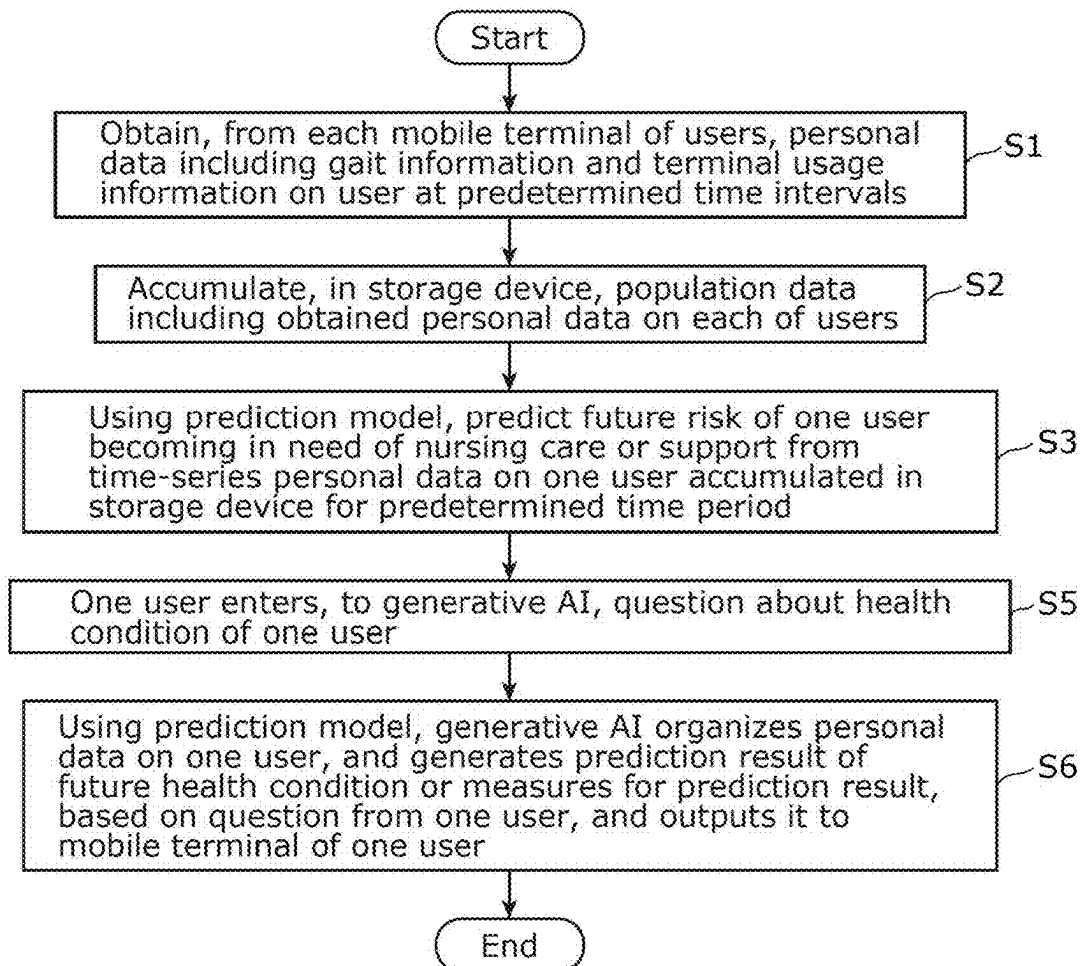 Start
Obtain, from each mobile terminal of users, personal
data including gait information and terminal usage
information on user at predetermined time intervals
S1
Accumulate, in storage device, population data
including obtained personal data on each of users
S2
Using prediction model, predict future risk of one user
becoming in need of nursing care or support from
time-series personal data on one user accumulated in
storage device for predetermined time period
S3
One user enters, to generative AI, question about health
condition of one user
S5
Using prediction model, generative AI organizes personal
data on one user, and generates prediction result of
future health condition or measures for prediction result,
based on question from one user, and outputs it to
mobile terminal of one user
S6
End